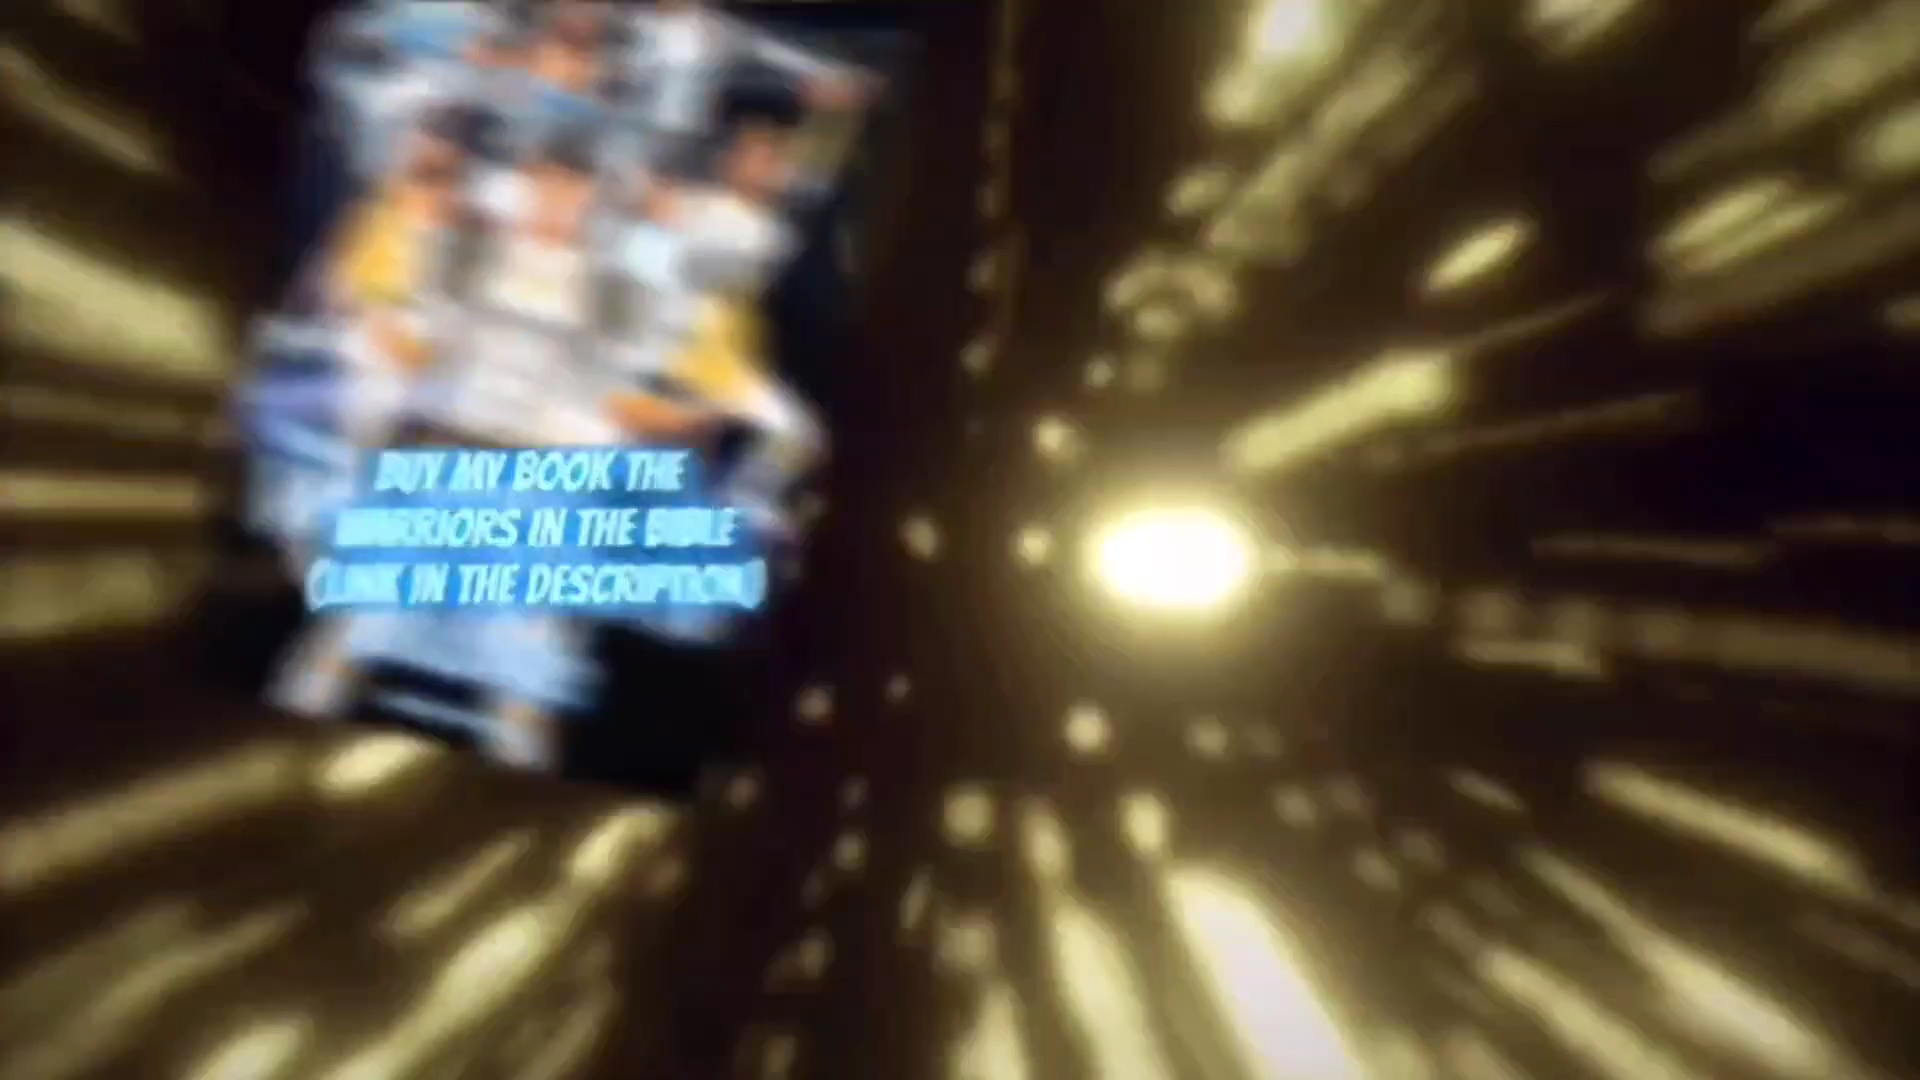 BUY MY BOOK THE
WARRIORS IN THE BIBLE
(LINK IN THE DESCRIPTION)